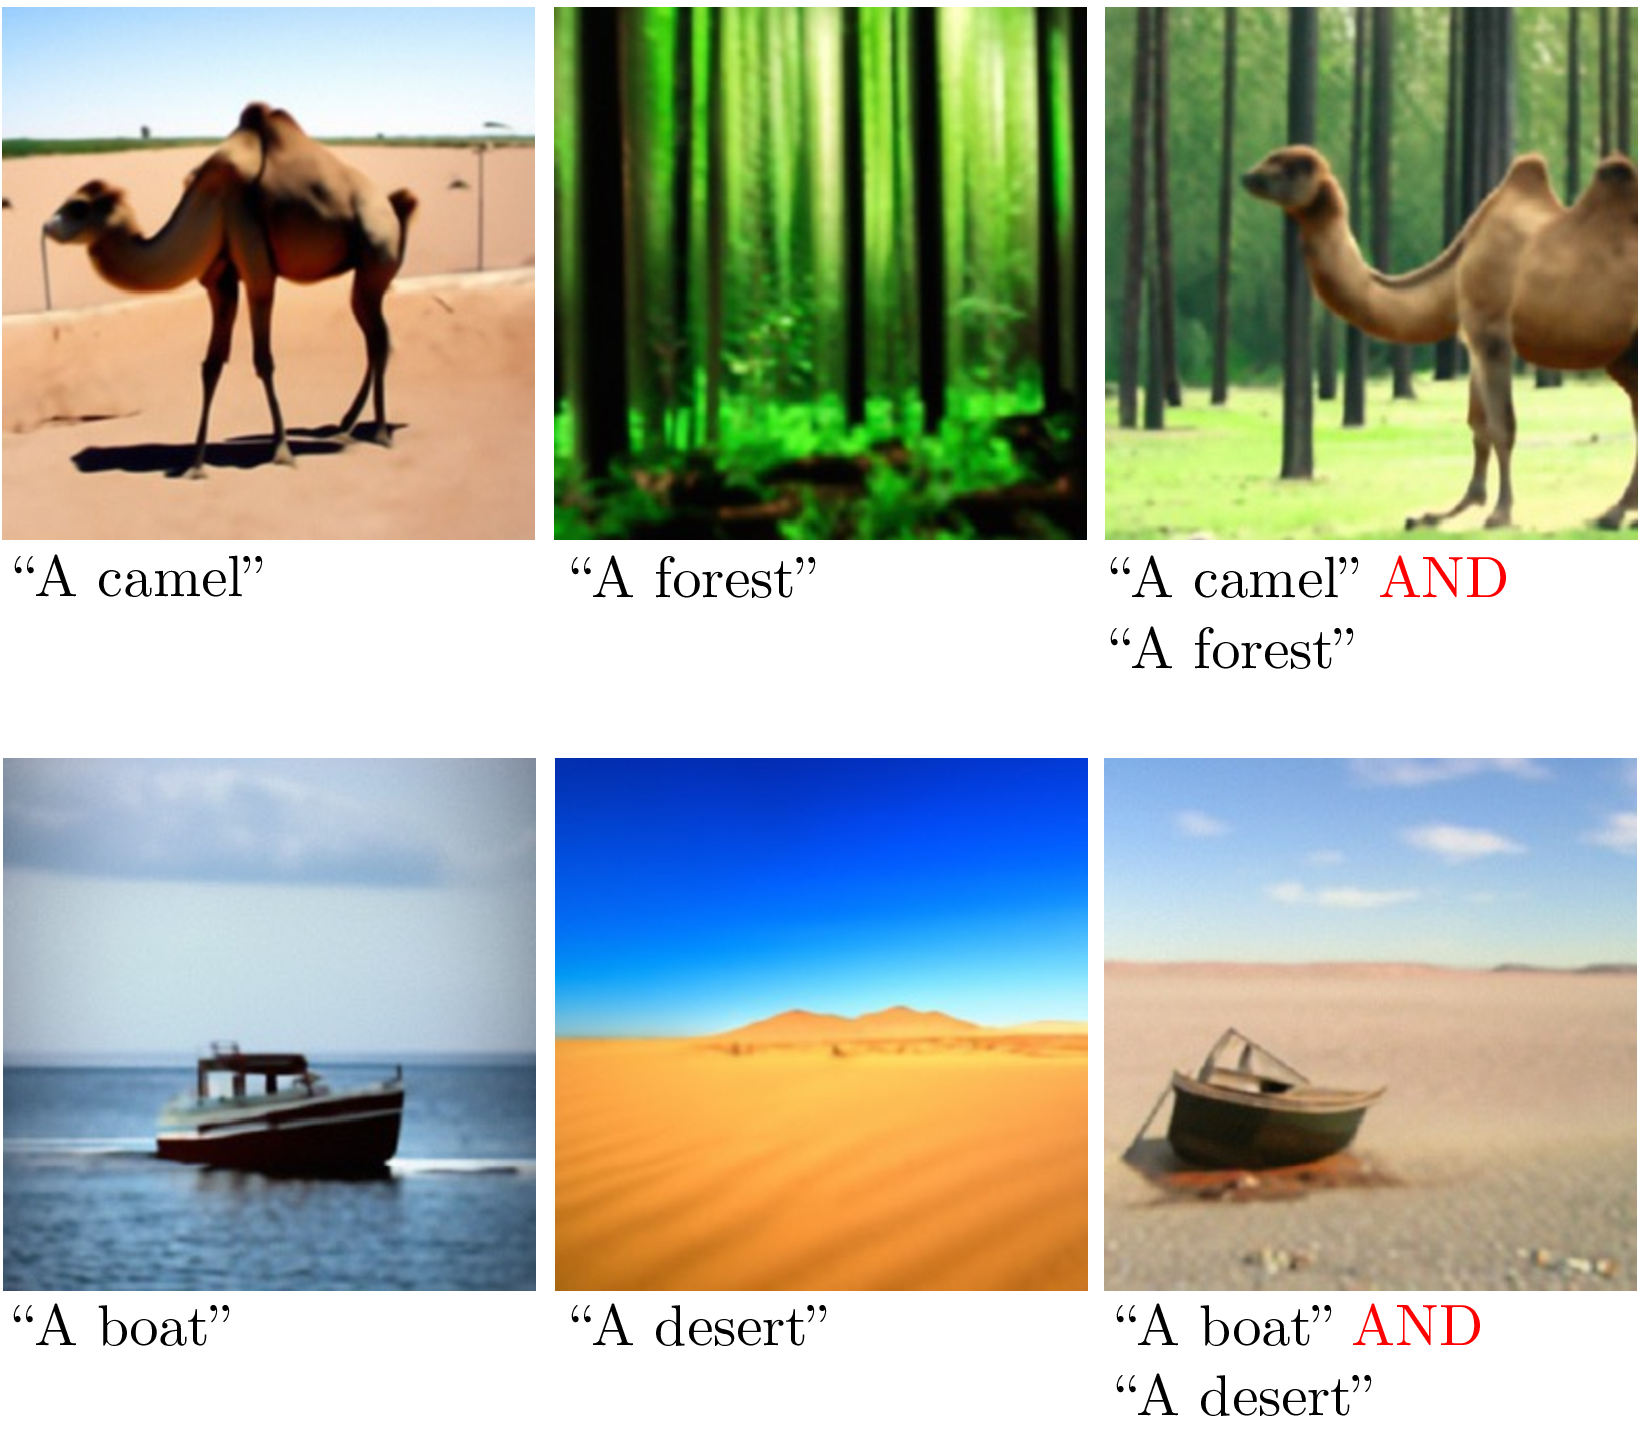 “A camel”
“A forest”
“A camel” AND
“A forest”
“A boat”
“A desert”
“A boat” AND
“A desert”